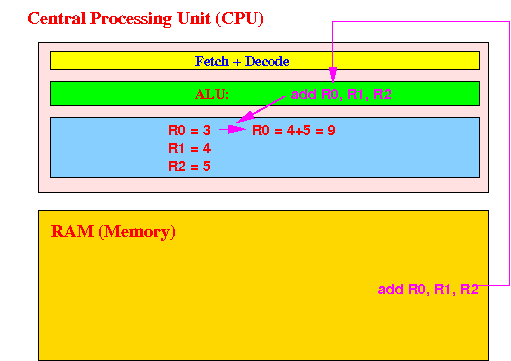 Central Processing Unit (CPU)
Fetch + Decode
ALU: add R0, R1, R2
R0 = 3 R0 = 4+5 = 9
R1 = 4
R2 = 5
RAM (Memory)
add R0, R1, R2